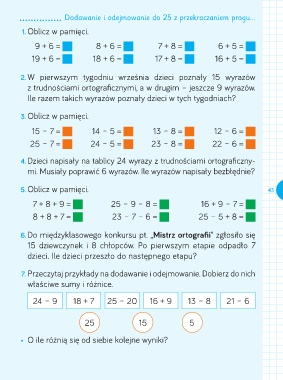 Dodawanie i odejmowanie do 25 z przekraczaniem progu...
1. Oblicz w pamięci.
9 + 6 = 8 + 6 = 7 + 8 = 6 + 5 =
19 + 6 = 18 + 6 = 17 + 8 = 16 + 5 =
2. W pierwszym tygodniu września dzieci poznały 15 wyrazów
z trudnościami ortograficznymi, a w drugim – jeszcze 9 wyrazów.
Ile razem takich wyrazów poznały dzieci w tych tygodniach?
3. Oblicz w pamięci.
15 – 7 = 14 – 5 = 13 – 8 = 12 – 6 =
25 – 7 = 24 – 5 = 23 – 8 = 22 – 6 =
4. Dzieci napisały na tablicy 24 wyrazy z trudnościami ortograficzny-
mi. Musiały poprawić 6 wyrazów. Ile wyrazów napisały bezbłędnie?
43
5. Oblicz w pamięci.
7 + 8 + 9 = 25 – 9 – 8 = 16 + 9 – 7 =
8 + 8 + 7 = 23 – 7 – 6 = 25 – 5 + 8 =
6. Do międzyklasowego konkursu pt. „Mistrz ortografii" zgłosiło się
15 dziewczynek i 8 chłopców. Po pierwszym etapie odpadło 7
dzieci. Ile dzieci przeszło do następnego etapu?
7. Przeczytaj przykłady na dodawanie i odejmowanie. Dobierz do nich
właściwe sumy i różnice.
24 – 9 18 + 7 25 – 20 16 + 9 13 – 8 21 – 6
25 15 5
• O ile różnią się od siebie kolejne wyniki?